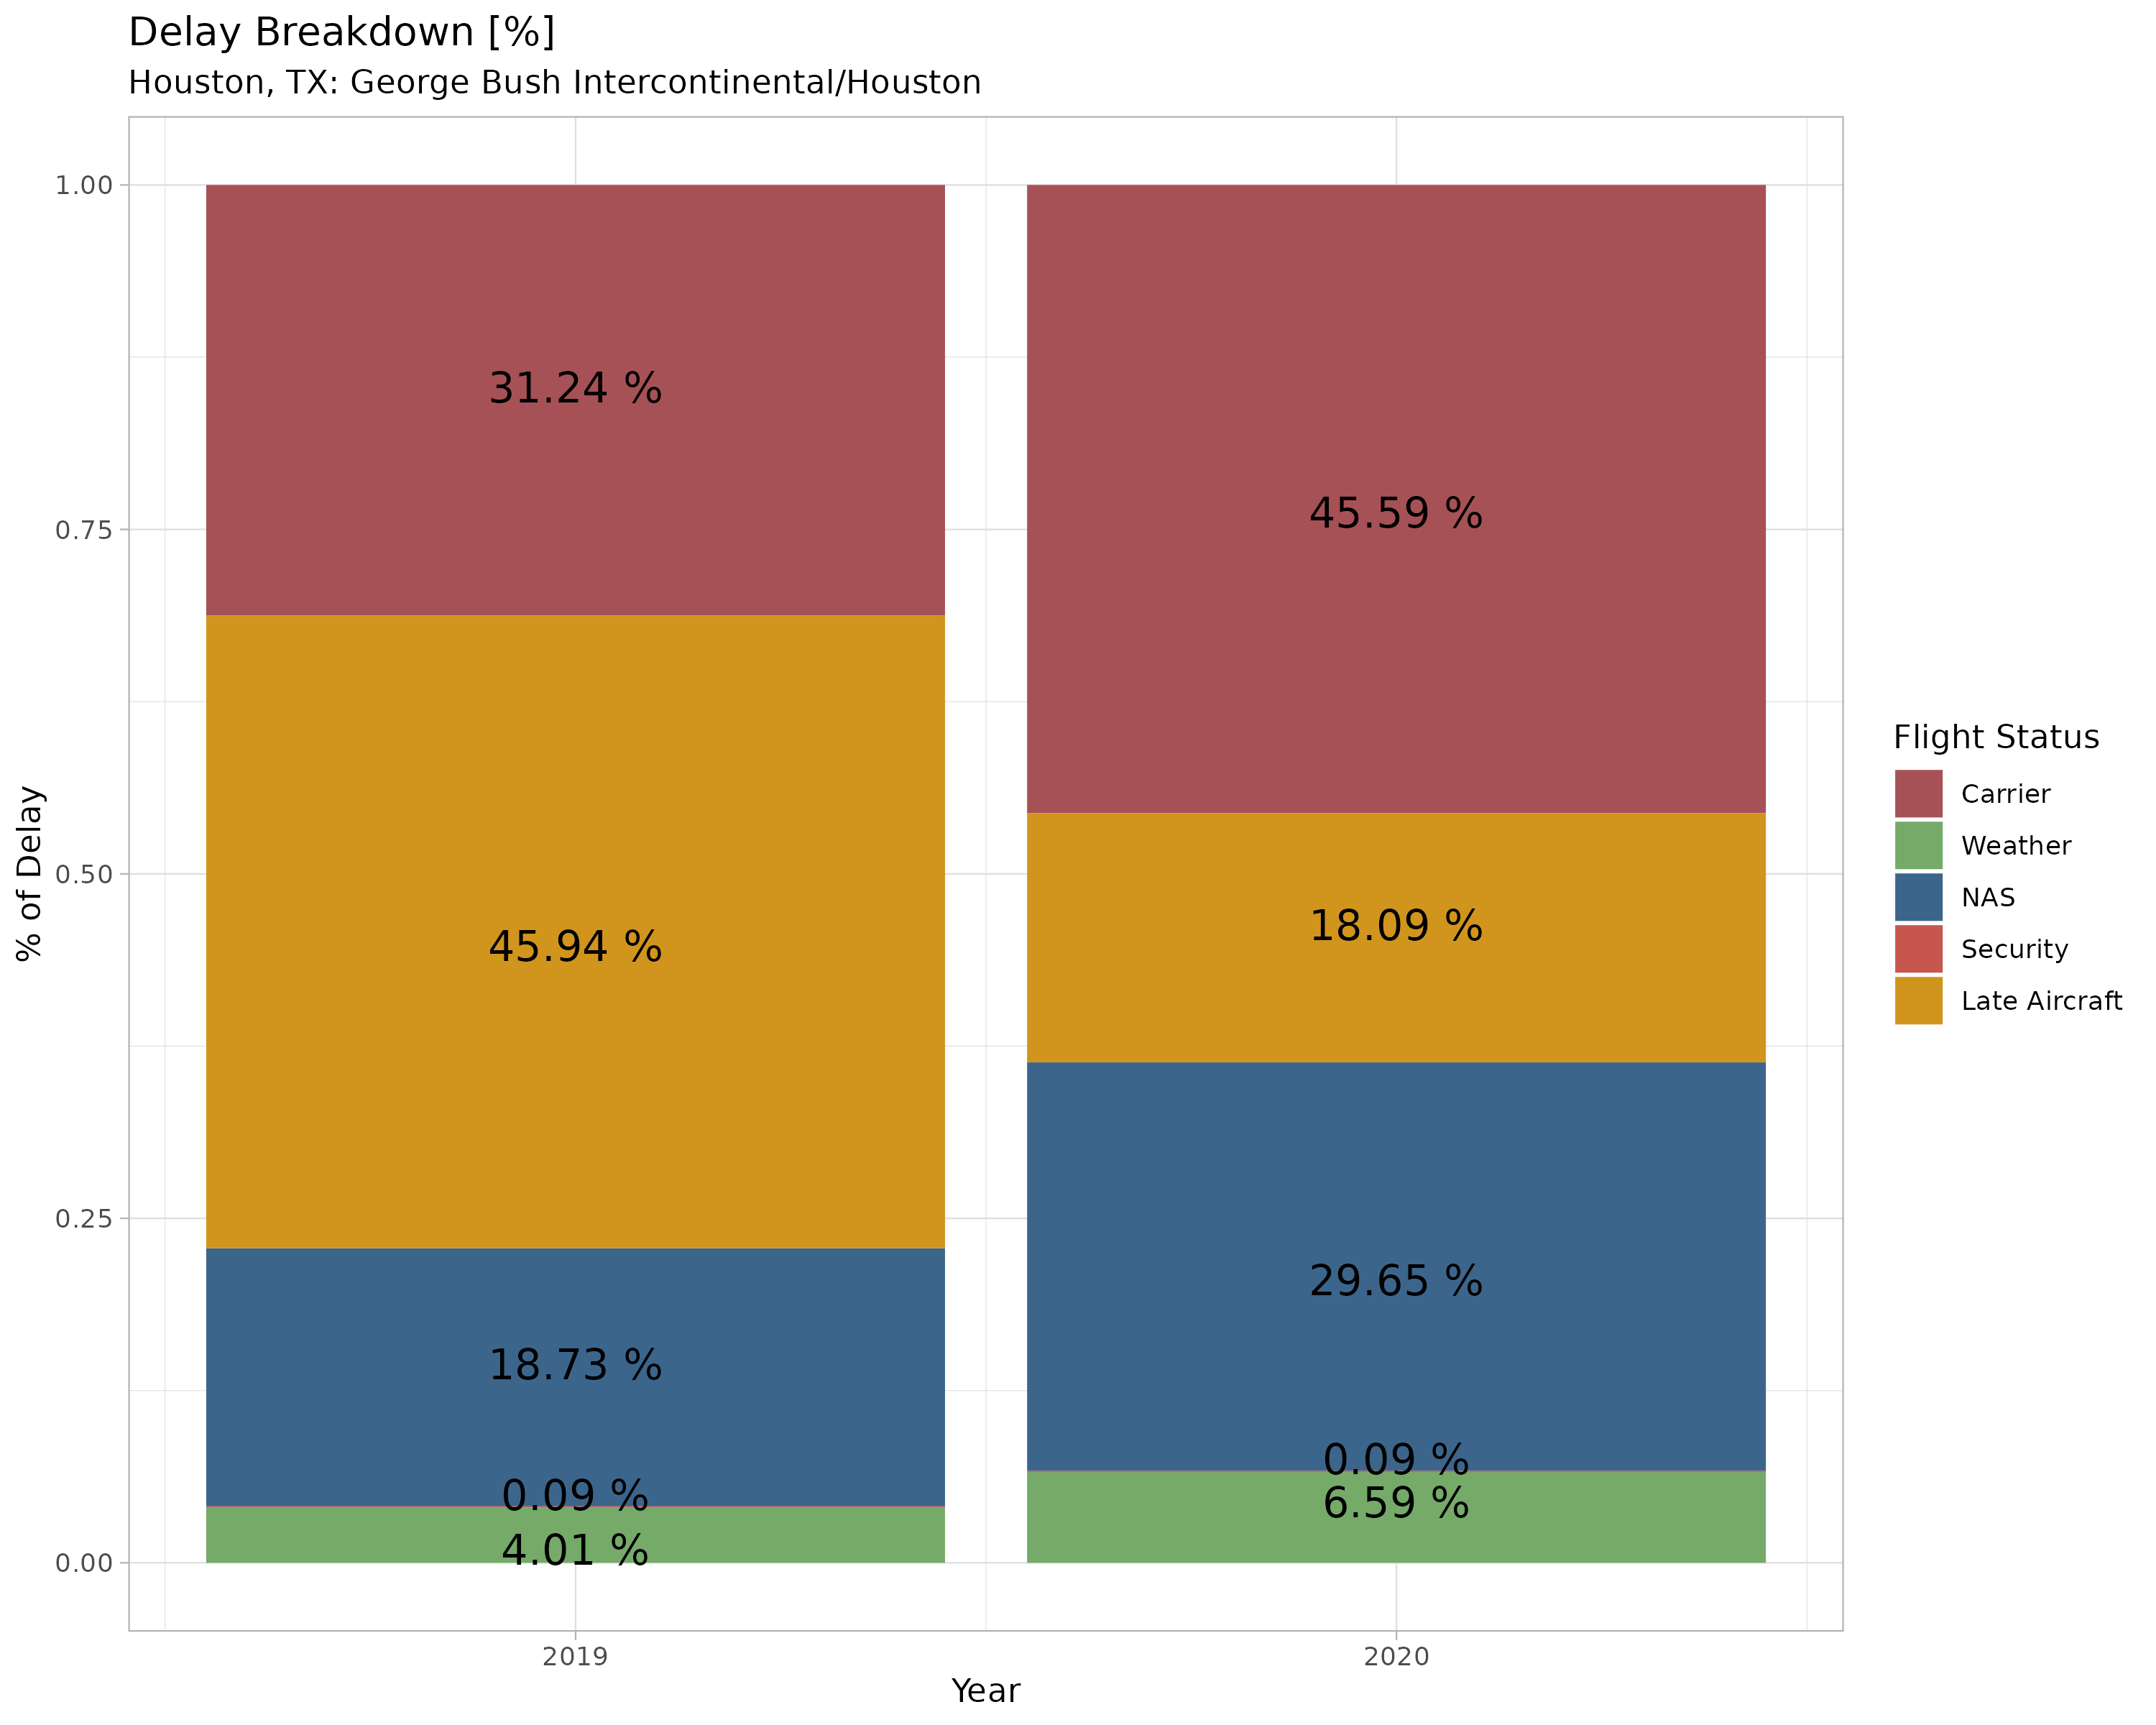 Delay Breakdown [%]
Houston, TX: George Bush Intercontinental/Houston
% of Delay
1.00
0.75
0.50
0.25
0.00
31.24 %
45.94 %
18.73 %
0.09 %
4.01 %
45.59 %
18.09 %
29.65 %
0.09 %
6.59 %
2019
2020
Year
Flight Status
Carrier
Weather
NAS
Security
Late Aircraft